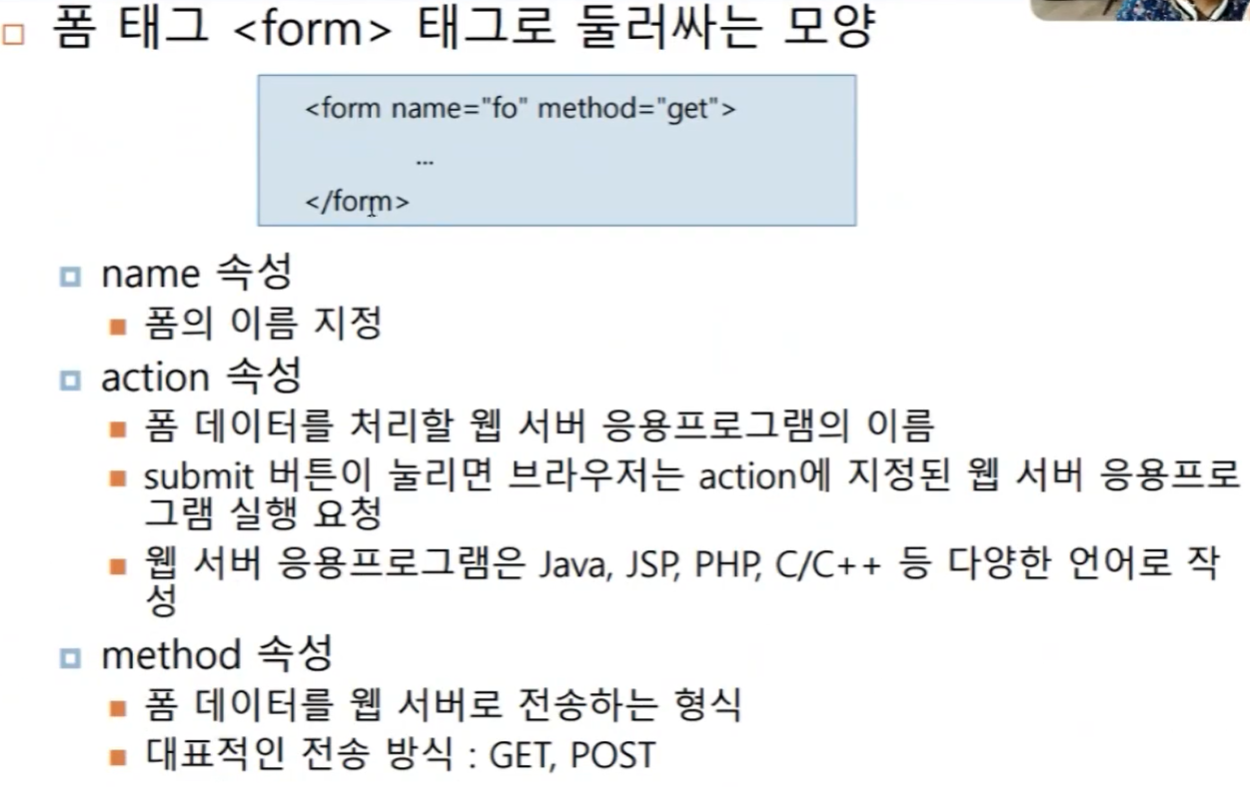 폼 태그 <form> 태그로 둘러싸는 모양
<form name="fo" method="get">
...
</form>
name 속성
폼의 이름 지정
action 속성
폼 데이터를 처리할 웹 서버 응용프로그램의 이름
submit 버튼이 눌리면 브라우저는 action에 지정된 웹 서버 응용프로
그램 실행 요청
웹 서버 응용프로그램은 Java, JSP, PHP, C/C++ 등 다양한 언어로 작
성
method 속성
폼 데이터를 웹 서버로 전송하는 형식
대표적인 전송 방식 : GET, POST